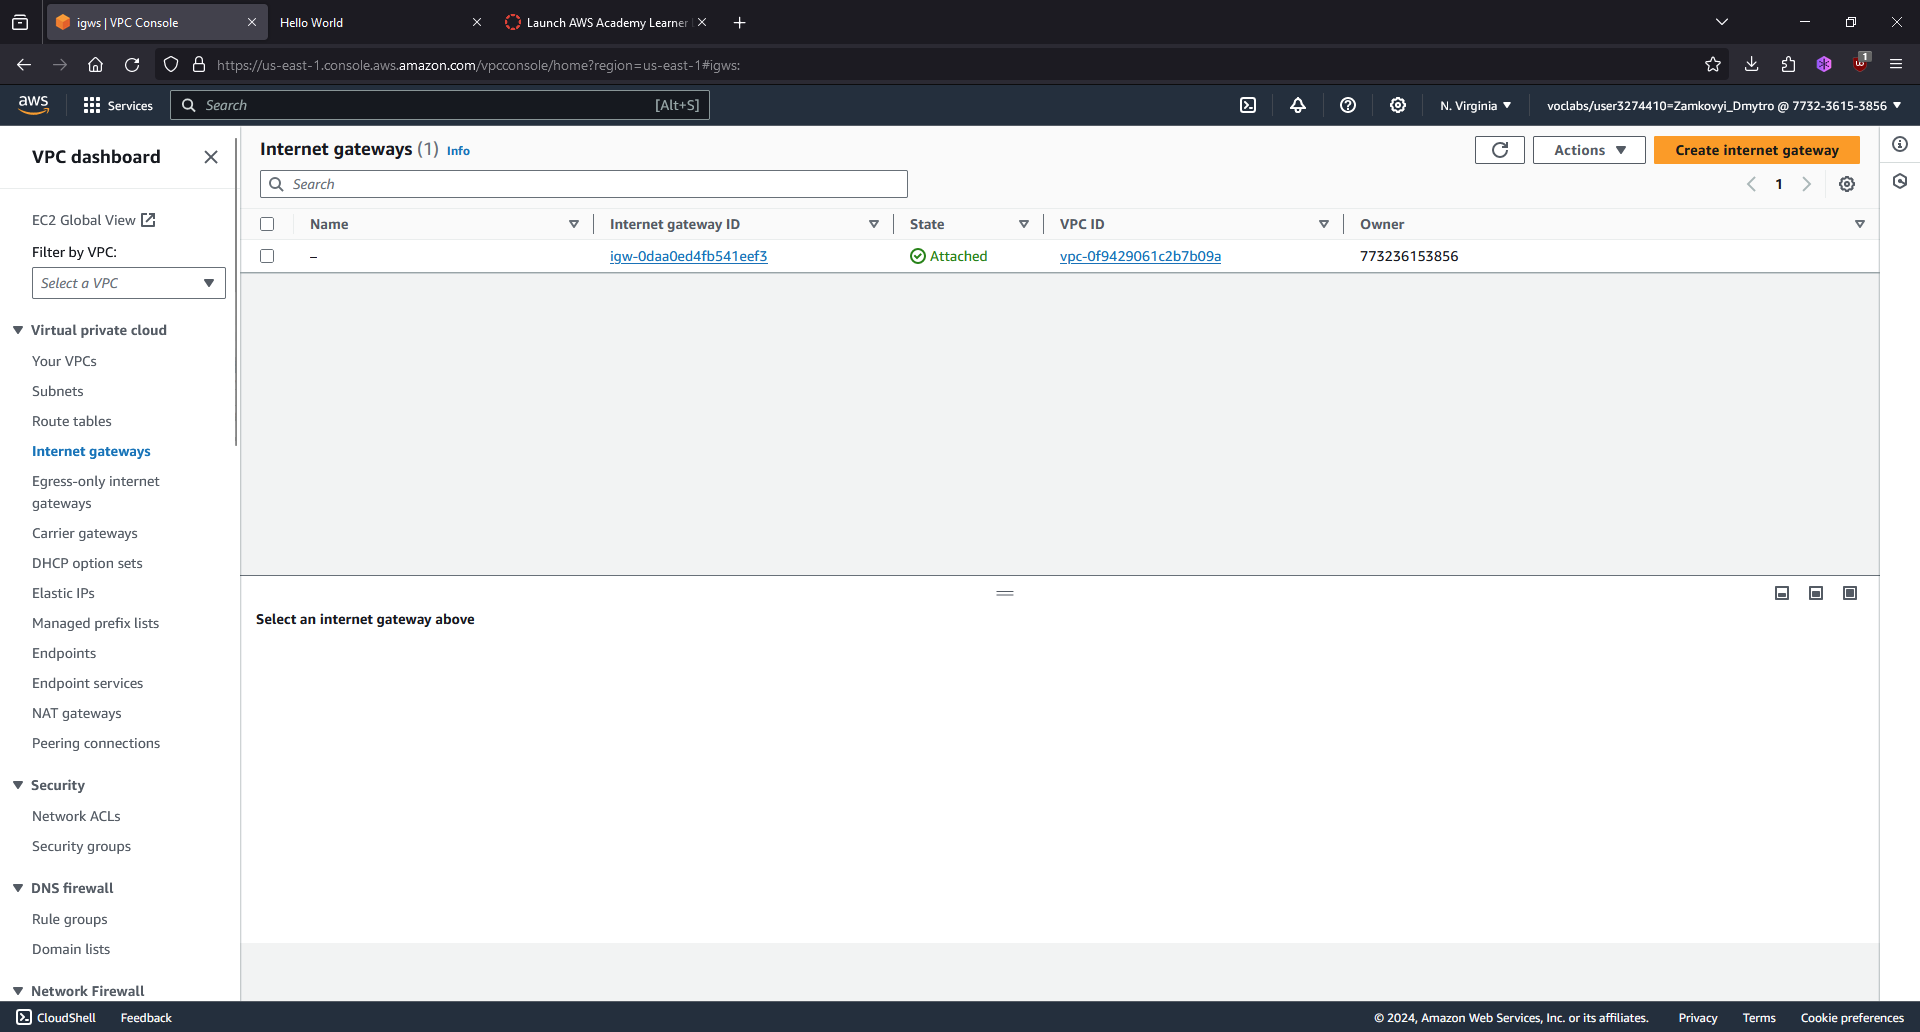 igws | VPC Console
Hello World
Launch AWS Academy Learner
https://us-east-1.console.aws.amazon.com/vpcconsole/home?region=us-east-1#igws:
1
aws
Services
Search
[Alt+S]
N. Virginia
voclabs/user3274410=Zamkovyi_Dmytro @ 7732-3615-3856
VPC dashboard
EC2 Global View
Filter by VPC:
Select a VPC
Virtual private cloud
Your VPCs
Subnets
Route tables
Internet gateways
Egress-only internet
gateways
Carrier gateways
DHCP option sets
Elastic IPs
Managed prefix lists
Endpoints
Endpoint services
NAT gateways
Peering connections
Security
Network ACLs
Security groups
DNS firewall
Rule groups
Domain lists
Network Firewall
Internet gateways (1) Info
Actions
Create internet gateway
Search
1
Name Internet gateway ID State VPC ID Owner
– igw-0daa0ed4fb541eef3 Attached vpc-0f9429061c2b7b09a 773236153856
Select an internet gateway above
CloudShell Feedback
© 2024, Amazon Web Services, Inc. or its affiliates. Privacy Terms Cookie preferences